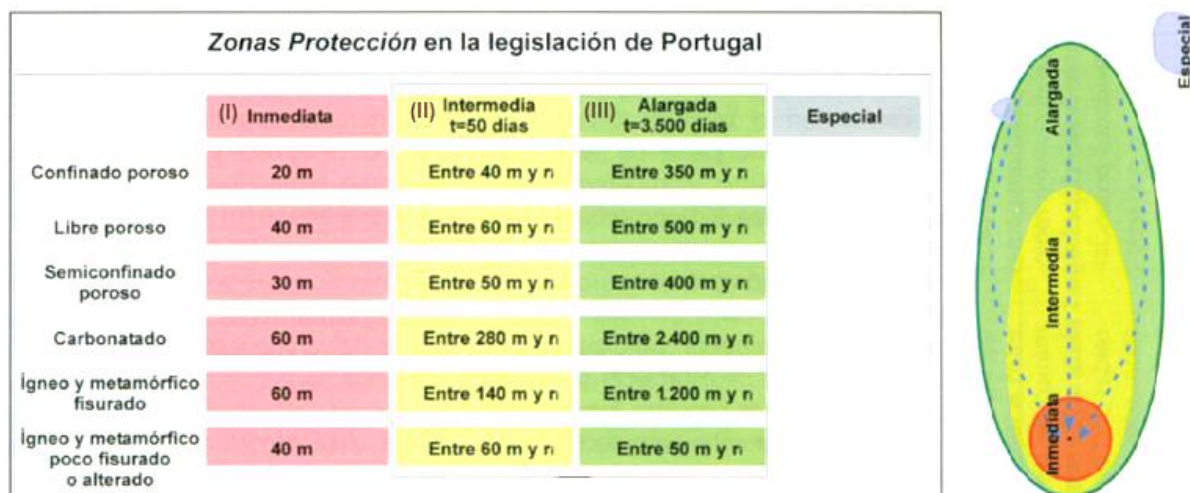 Zonas Protección en la legislación de Portugal
(I) Inmediata
(II) Intermedia
t=50 días
(III) Alargada
t=3.500 días
Especial
Confinado poroso
20 m
Entre 40 m y n
Entre 350 m y n
Libre poroso
40 m
Entre 60 m y n
Entre 500 m y n
Semiconfinado
poroso
30 m
Entre 50 m y n
Entre 400 m y n
Carbonatado
60 m
Entre 280 m y n
Entre 2.400 m y n
Ígneo y metamórfico
fisurado
60 m
Entre 140 m y n
Entre 1.200 m y n
Ígneo y metamórfico
poco fisurado
o alterado
40 m
Entre 60 m y n
Entre 50 m y n
Especial
Alargada
Intermedia
Inmediata